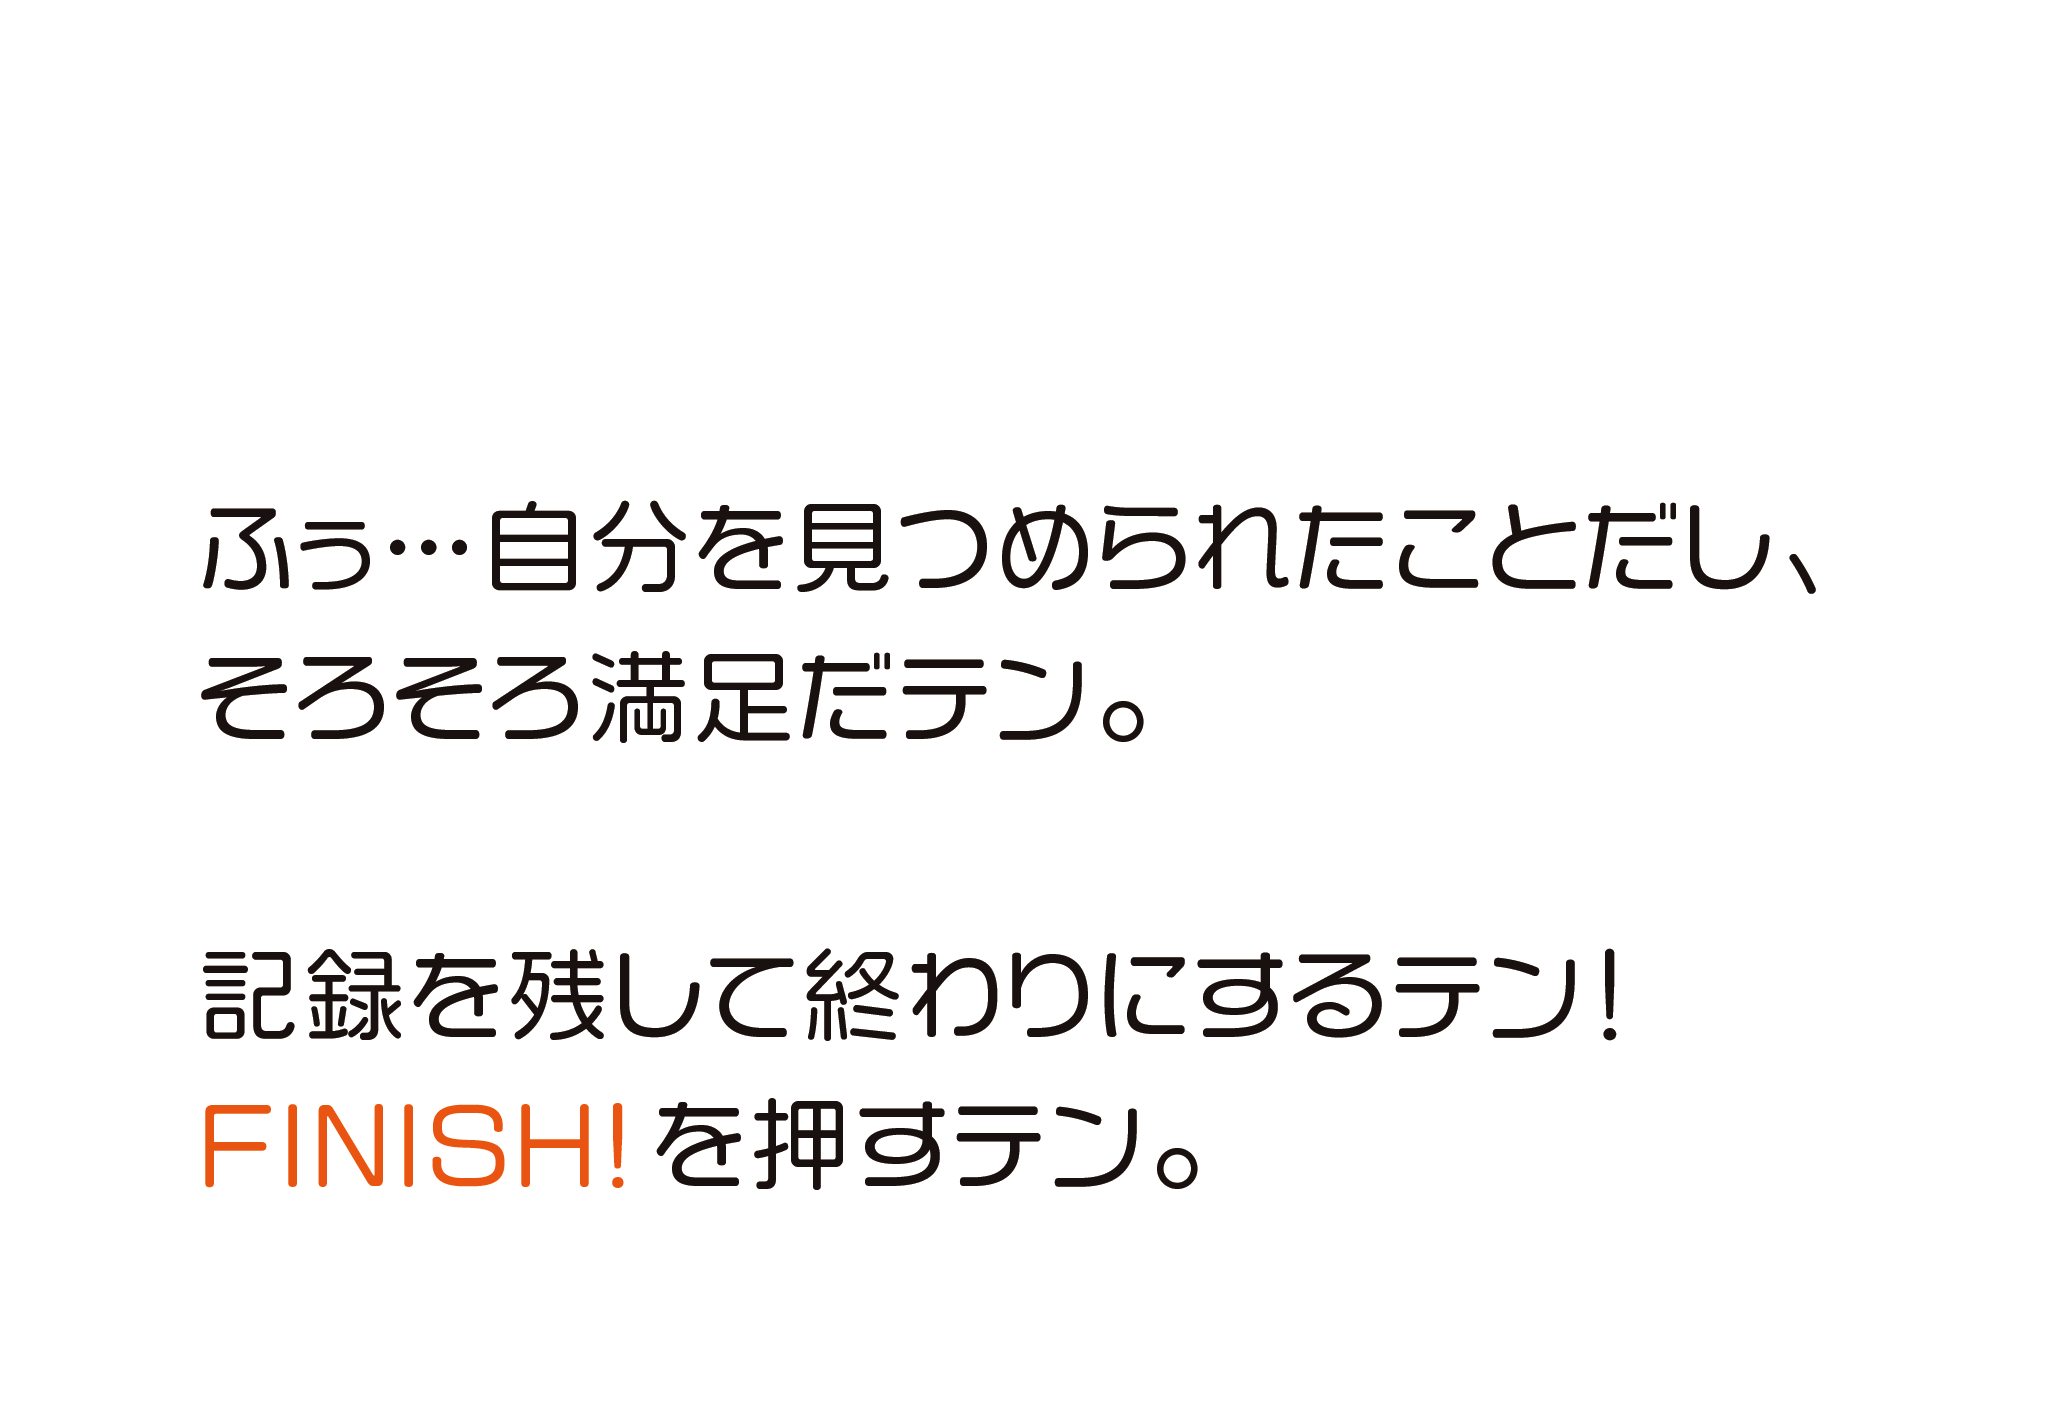 ふぅ…自分を見つめられたことだし、
そろそろ満足だテン。
記録を残して終わりにするテン！
FINISH!を押すテン。